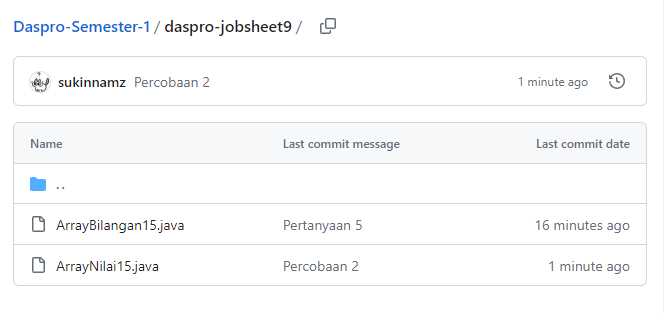 Daspro-Semester-1 / daspro-jobsheet9 /
sukinnamz Percobaan 2 1 minute ago
Name Last commit message Last commit date
..
ArrayBilangan15.java Pertanyaan 5 16 minutes ago
ArrayNilai15.java Percobaan 2 1 minute ago